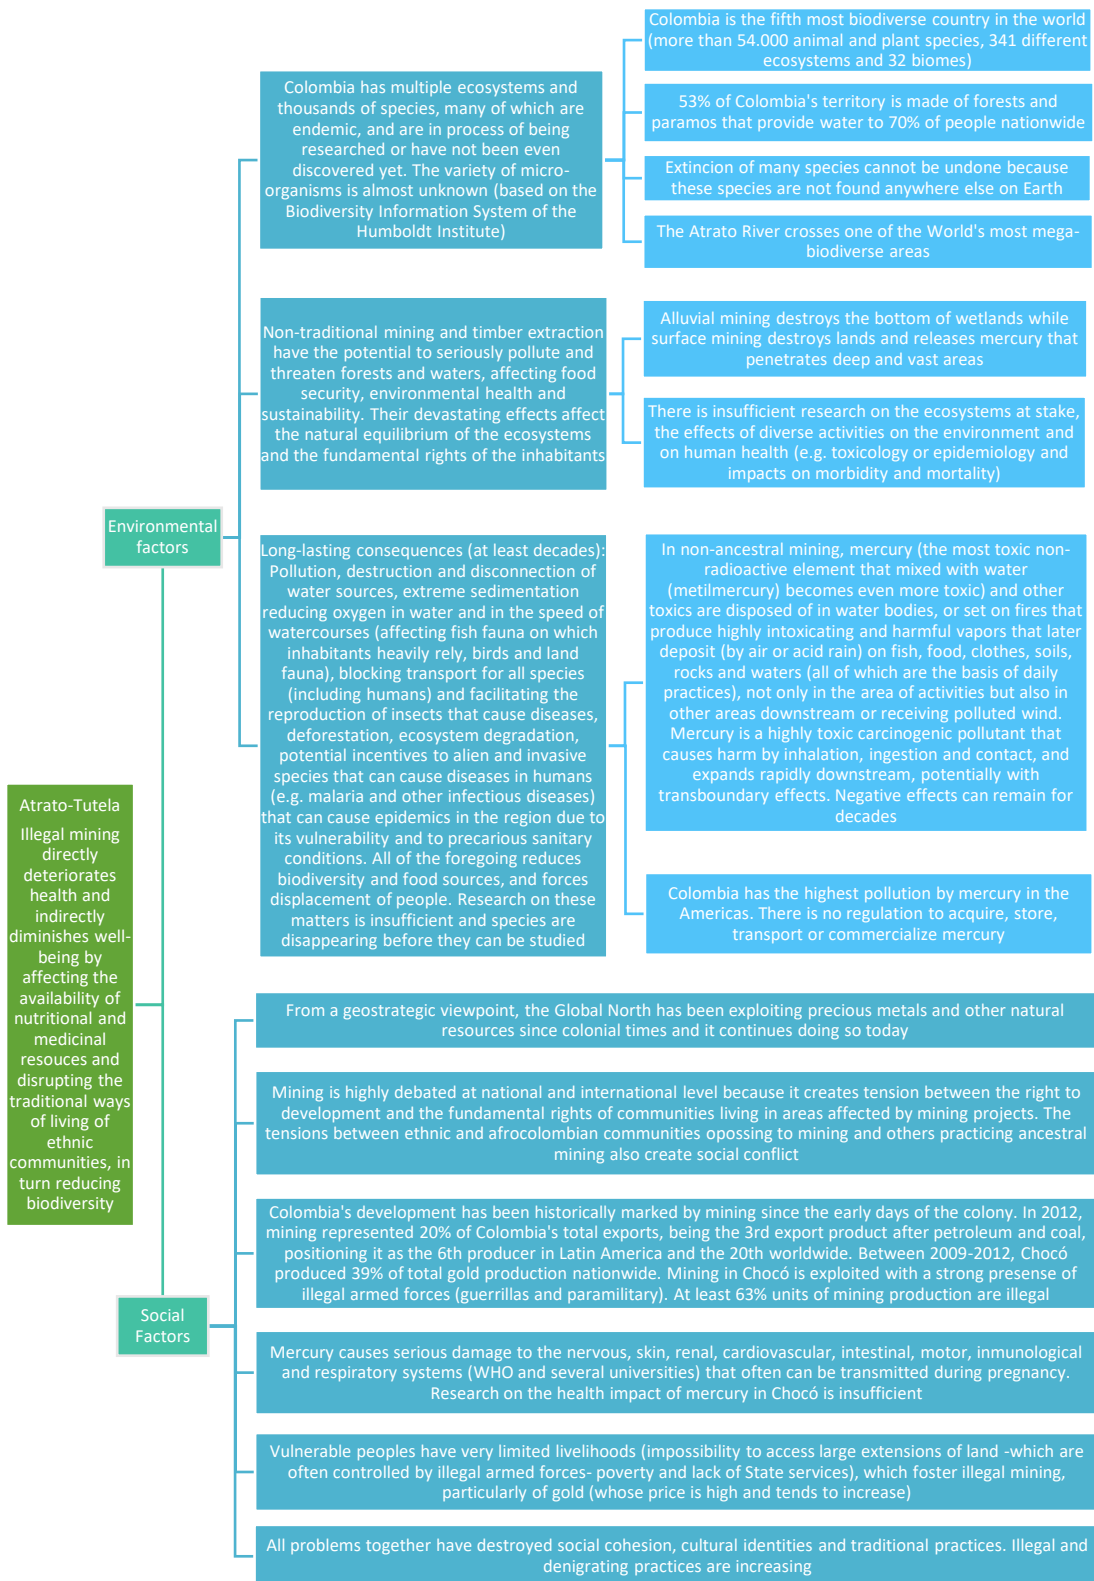 Atrato-Tutela
Illegal mining
directly
deteriorates
health and
indirectly
diminishes well-
being by
affecting the
availability of
nutritional and
medicinal
resouces and
disrupting the
traditional ways
of living of
ethnic
communities, in
turn reducing
biodiversity
Environmental
factors
Colombia has multiple ecosystems and
thousands of species, many of which are
endemic, and are in process of being
researched or have not been even
discovered yet. The variety of micro-
organisms is almost unknown (based on the
Biodiversity Information System of the
Humboldt Institute)
Colombia is the fifth most biodiverse country in the world
(more than 54.000 animal and plant species, 341 different
ecosystems and 32 biomes)
53% of Colombia's territory is made of forests and
paramos that provide water to 70% of people nationwide
Extincion of many species cannot be undone because
these species are not found anywhere else on Earth
The Atrato River crosses one of the World's most mega-
biodiverse areas
Non-traditional mining and timber extraction
have the potential to seriously pollute and
threaten forests and waters, affecting food
security, environmental health and
sustainability. Their devastating effects affect
the natural equilibrium of the ecosystems
and the fundamental rights of the inhabitants
Alluvial mining destroys the bottom of wetlands while
surface mining destroys lands and releases mercury that
penetrates deep and vast areas
There is insufficient research on the ecosystems at stake,
the effects of diverse activities on the environment and
on human health (e.g. toxicology or epidemiology and
impacts on morbidity and mortality)
Long-lasting consequences (at least decades):
Pollution, destruction and disconnection of
water sources, extreme sedimentation
reducing oxygen in water and in the speed of
watercourses (affecting fish fauna on which
inhabitants heavily rely, birds and land
fauna), blocking transport for all species
(including humans) and facilitating the
reproduction of insects that cause diseases,
deforestation, ecosystem degradation,
potential incentives to alien and invasive
species that can cause diseases in humans
(e.g. malaria and other infectious diseases)
that can cause epidemics in the region due to
its vulnerability and to precarious sanitary
conditions. All of the foregoing reduces
biodiversity and food sources, and forces
displacement of people. Research on these
matters is insufficient and species are
disappearing before they can be studied
In non-ancestral mining, mercury (the most toxic non-
radioactive element that mixed with water
(metilmercury) becomes even more toxic) and other
toxics are disposed of in water bodies, or set on fires that
produce highly intoxicating and harmful vapors that later
deposit (by air or acid rain) on fish, food, clothes, soils,
rocks and waters (all of which are the basis of daily
practices), not only in the area of activities but also in
other areas downstream or receiving polluted wind.
Mercury is a highly toxic carcinogenic pollutant that
causes harm by inhalation, ingestion and contact, and
expands rapidly downstream, potentially with
transboundary effects. Negative effects can remain for
decades
Colombia has the highest pollution by mercury in the
Americas. There is no regulation to acquire, store,
transport or commercialize mercury
Social
Factors
From a geostrategic viewpoint, the Global North has been exploiting precious metals and other natural
resources since colonial times and it continues doing so today
Mining is highly debated at national and international level because it creates tension between the right to
development and the fundamental rights of communities living in areas affected by mining projects. The
tensions between ethnic and afrocolombian communities opossing to mining and others practicing ancestral
mining also create social conflict
Colombia's development has been historically marked by mining since the early days of the colony. In 2012,
mining represented 20% of Colombia's total exports, being the 3rd export product after petroleum and coal,
positioning it as the 6th producer in Latin America and the 20th worldwide. Between 2009-2012, Chocó
produced 39% of total gold production nationwide. Mining in Chocó is exploited with a strong presense of
illegal armed forces (guerrillas and paramilitary). At least 63% units of mining production are illegal
Mercury causes serious damage to the nervous, skin, renal, cardiovascular, intestinal, motor, inmunological
and respiratory systems (WHO and several universities) that often can be transmitted during pregnancy.
Research on the health impact of mercury in Chocó is insufficient
Vulnerable peoples have very limited livelihoods (impossibility to access large extensions of land -which are
often controlled by illegal armed forces- poverty and lack of State services), which foster illegal mining,
particularly of gold (whose price is high and tends to increase)
All problems together have destroyed social cohesion, cultural identities and traditional practices. Illegal and
denigrating practices are increasing